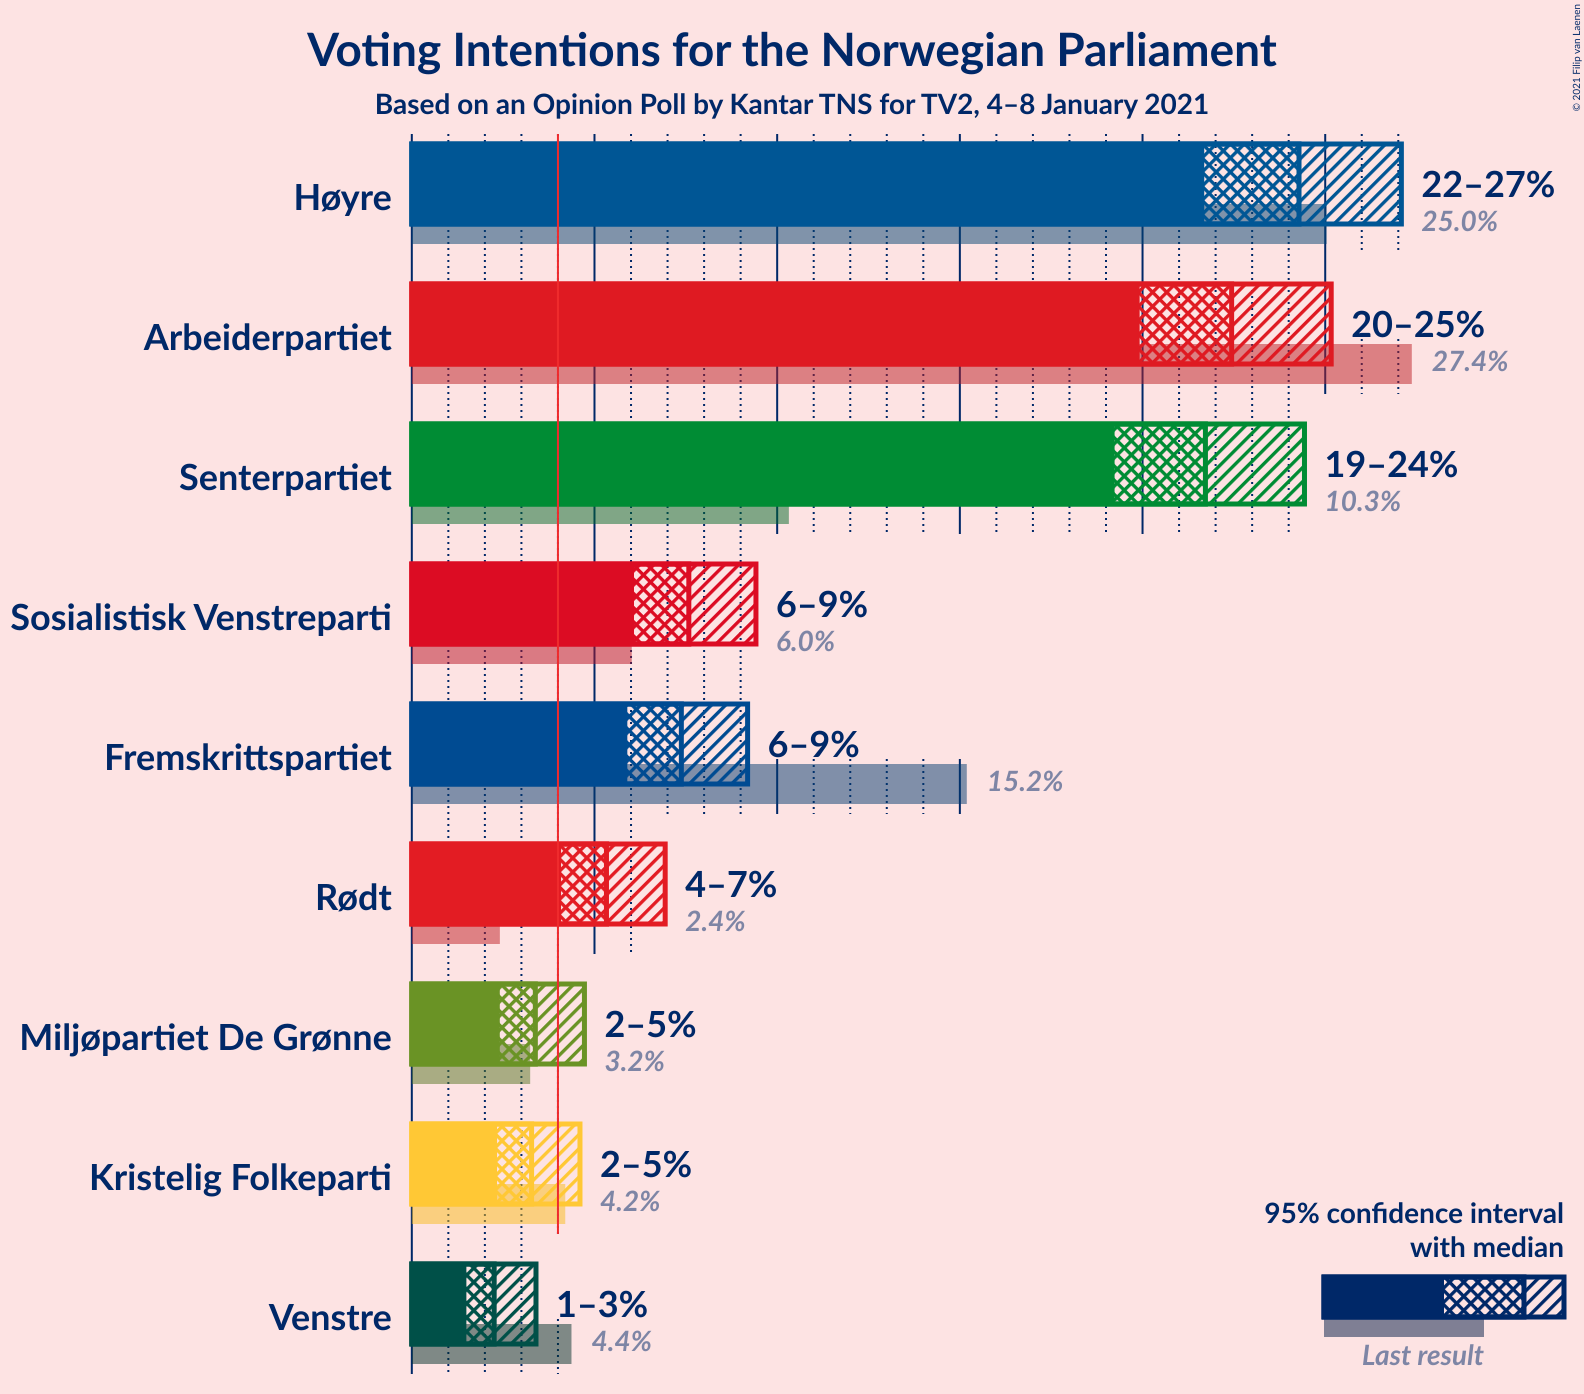 Voting Intentions for the Norwegian Parliament
Based on an Opinion Poll by Kantar TNS for TV2, 4–8 January 2021
© 2021 Filip van Laenen
Høyre
22–27%
25.0%
Arbeiderpartiet
20–25%
27.4%
Senterpartiet
19–24%
10.3%
Sosialistisk Venstreparti
6–9%
6.0%
Fremskrittspartiet
6–9%
15.2%
Rødt
4–7%
2.4%
Miljøpartiet De Grønne
2–5%
3.2%
Kristelig Folkeparti
2–5%
4.2%
Venstre
1–3%
4.4%
95% confidence interval
with median
Last result